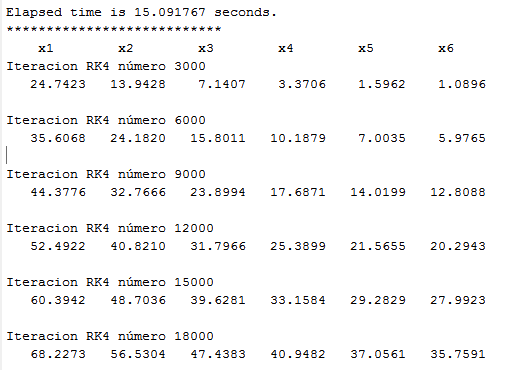 Elapsed time is 15.091767 seconds.
***************************
x1 x2 x3 x4 x5 x6
Iteracion RK4 número 3000
24.7423 13.9428 7.1407 3.3706 1.5962 1.0896
Iteracion RK4 número 6000
35.6068 24.1820 15.8011 10.1879 7.0035 5.9765
Iteracion RK4 número 9000
44.3776 32.7666 23.8994 17.6871 14.0199 12.8088
Iteracion RK4 número 12000
52.4922 40.8210 31.7966 25.3899 21.5655 20.2943
Iteracion RK4 número 15000
60.3942 48.7036 39.6281 33.1584 29.2829 27.9923
Iteracion RK4 número 18000
68.2273 56.5304 47.4383 40.9482 37.0561 35.7591